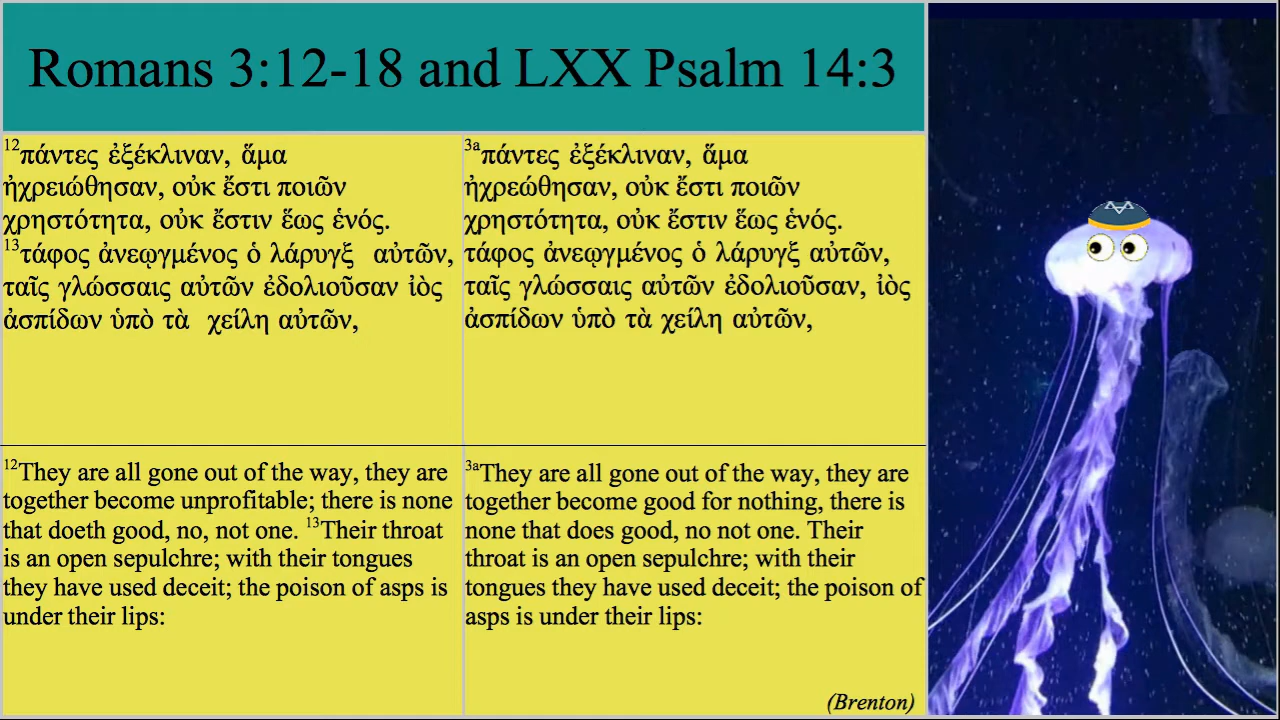 Romans 3:12-18 and LXX Psalm 14:3
12πάντες ἐξέκλιναν, ἅμα
ἠχρειώθησαν, οὐκ ἔστι ποιῶν
χρηστότητα, οὐκ ἔστιν ἕως ἑνός.
13τάφος ἀνεῳγμένος ὁ λάρυγξ αὐτῶν,
ταῖς γλώσσαις αὐτῶν ἐδολιοῦσαν ἰὸς
ἀσπίδων ὑπὸ τὰ χείλη αὐτῶν,
3aπάντες ἐξέκλιναν, ἅμα
ἠχρεώθησαν, οὐκ ἔστι ποιῶν
χρηστότητα, οὐκ ἔστιν ἕως ἑνός.
τάφος ἀνεῳγμένος ὁ λάρυγξ αὐτῶν,
ταῖς γλώσσαις αὐτῶν ἐδολιοῦσαν, ἰὸς
ἀσπίδων ὑπὸ τὰ χείλη αὐτῶν,
12They are all gone out of the way, they are
together become unprofitable; there is none
that doeth good, no, not one. 13Their throat
is an open sepulchre; with their tongues
they have used deceit; the poison of asps is
under their lips:
3aThey are all gone out of the way, they are
together become good for nothing, there is
none that does good, no not one. Their
throat is an open sepulchre; with their
tongues they have used deceit; the poison of
asps is under their lips:
(Brenton)